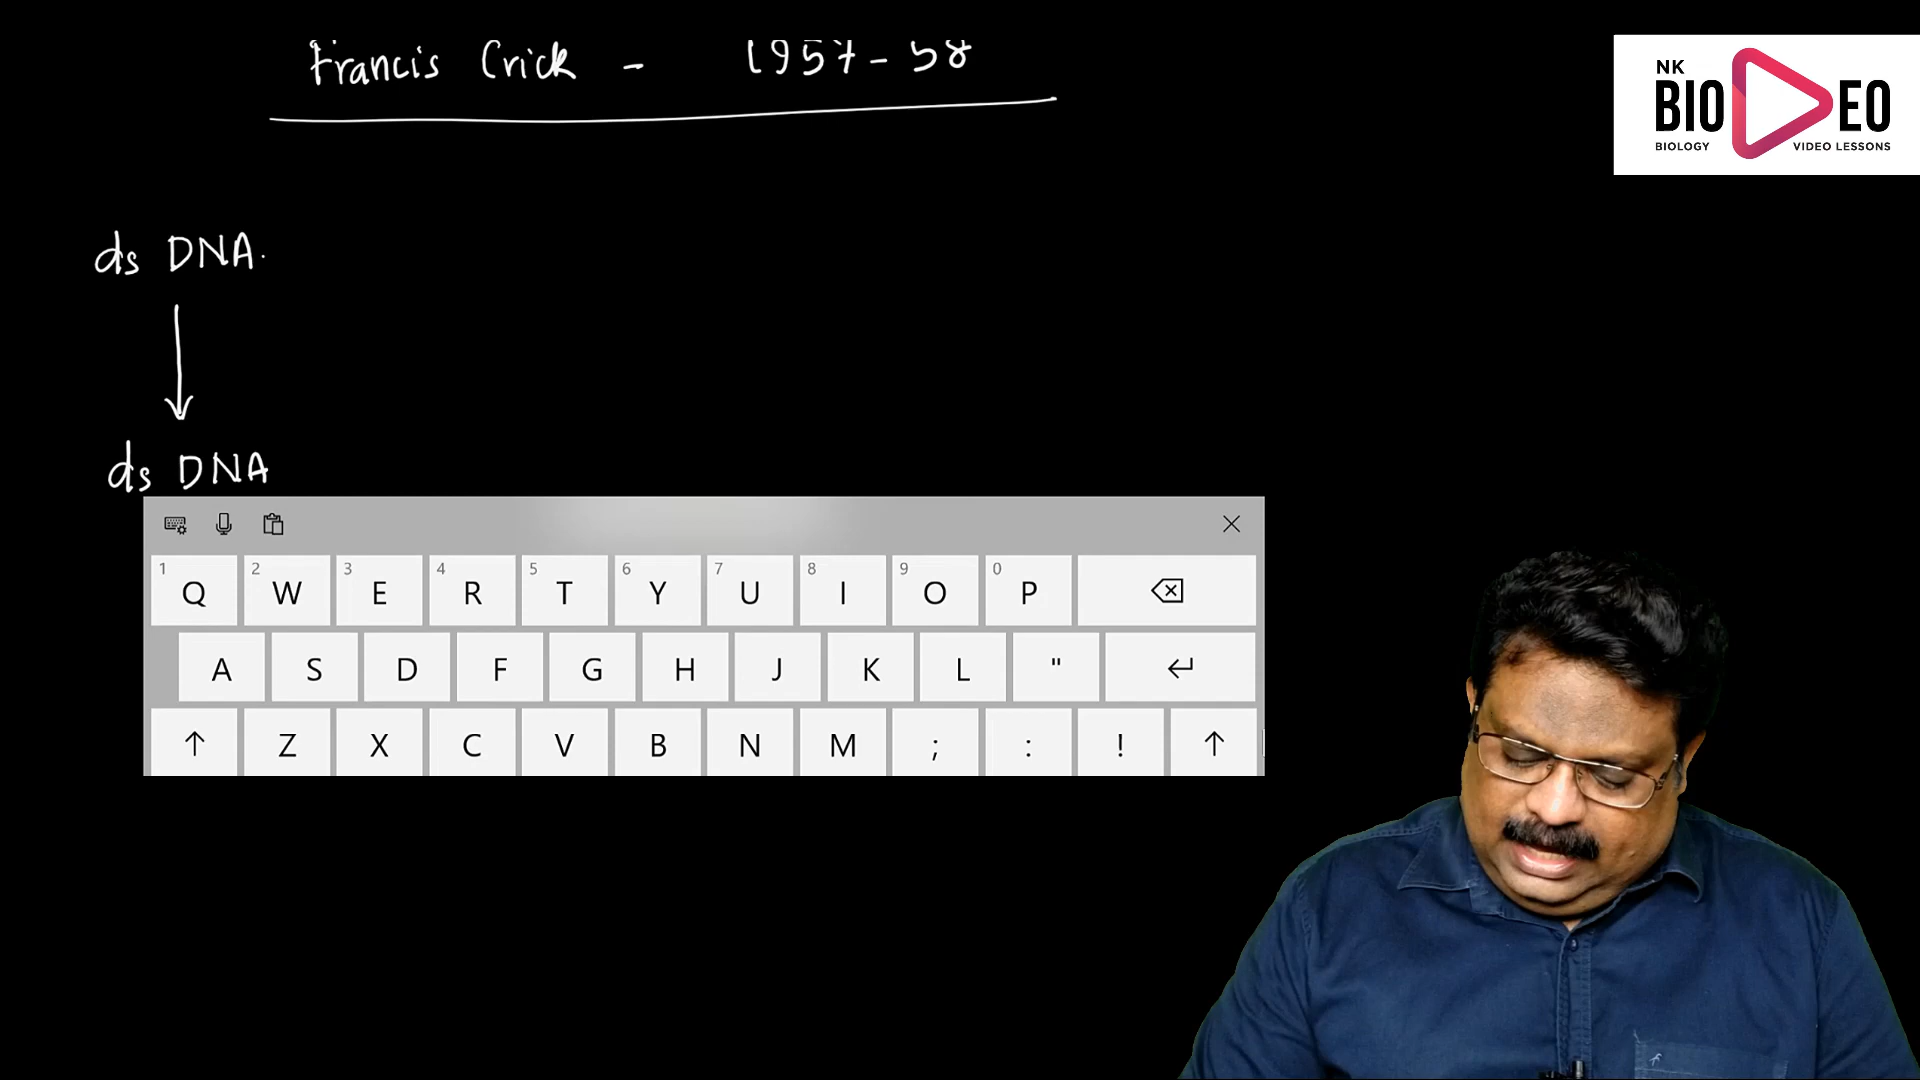 Francis Crick - 1957-58
NK
BIO EO
BIOLOGY VIDEO LESSONS
ds DNA.
ds DNA
1 2 3 4 5 6 7 8 9 0
Q W E R T Y U I O P
A S D F G H J K L "
Z X C V B N M ; : !